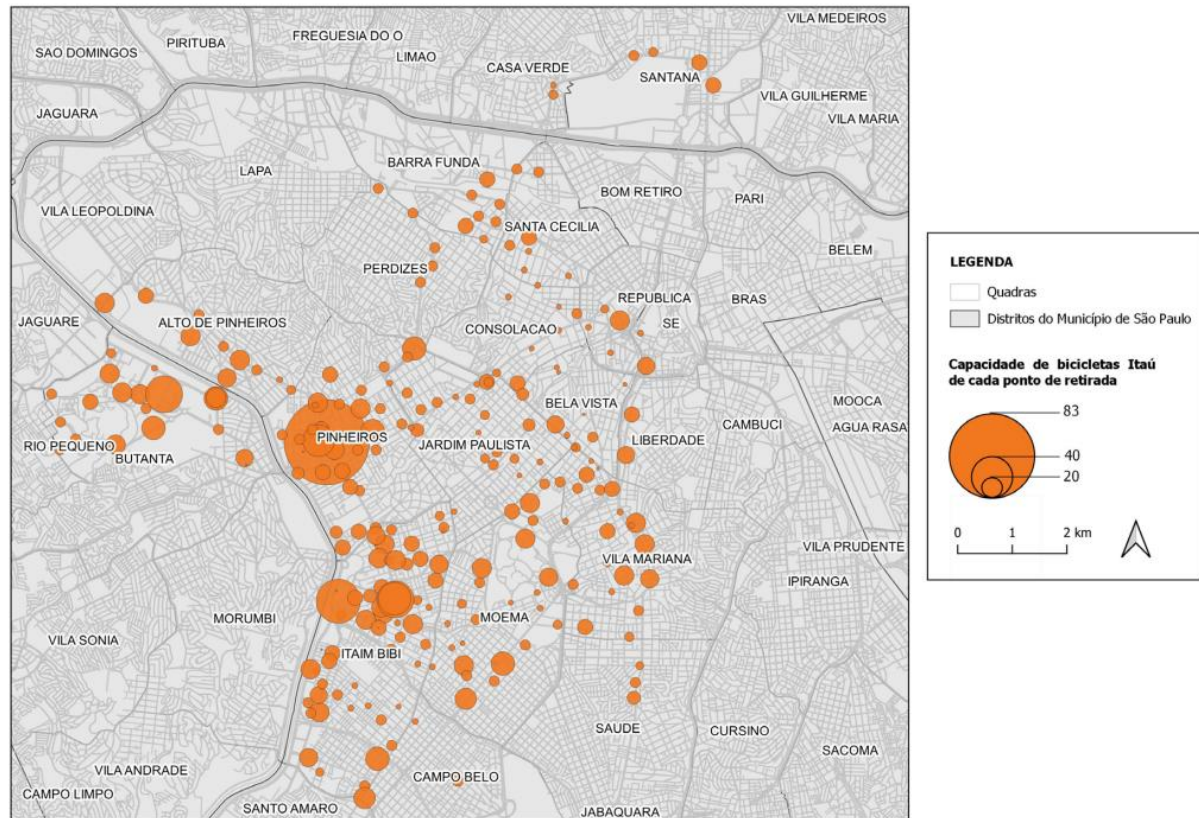 VILA MEDEIROS
FREGUESIA DO O
PIRITUBA
SAO DOMINGOS
LIMAO
CASA VERDE
SANTANA
VILA GUILHERME
JAGUARA
VILA MARIA
BARRA FUNDA
LAPA
BOM RETIRO
PARI
VILA LEOPOLDINA
SANTA CECILIA
BELEM
PERDIZES
REPUBLICA
BRAS
JAGUARE
ALTO DE PINHEIROS
CONSOLACAO
SE
BELA VISTA
MOOCA
CAMBUCI
AGUA RASA
PINHEIROS
JARDIM PAULISTA
LIBERDADE
RIO PEQUENO
BUTANTA
VILA PRUDENTE
VILA MARIANA
IPIRANGA
MORUMBI
MOEMA
VILA SONIA
ITAIM BIBI
SAUDE
CURSINO
SACOMA
VILA ANDRADE
CAMPO BELO
CAMPO LIMPO
SANTO AMARO
JABAQUARA
LEGENDA
Quadras
Distritos do Município de São Paulo
Capacidade de bicicletas Itaú
de cada ponto de retirada
83
40
20
0 1 2 km